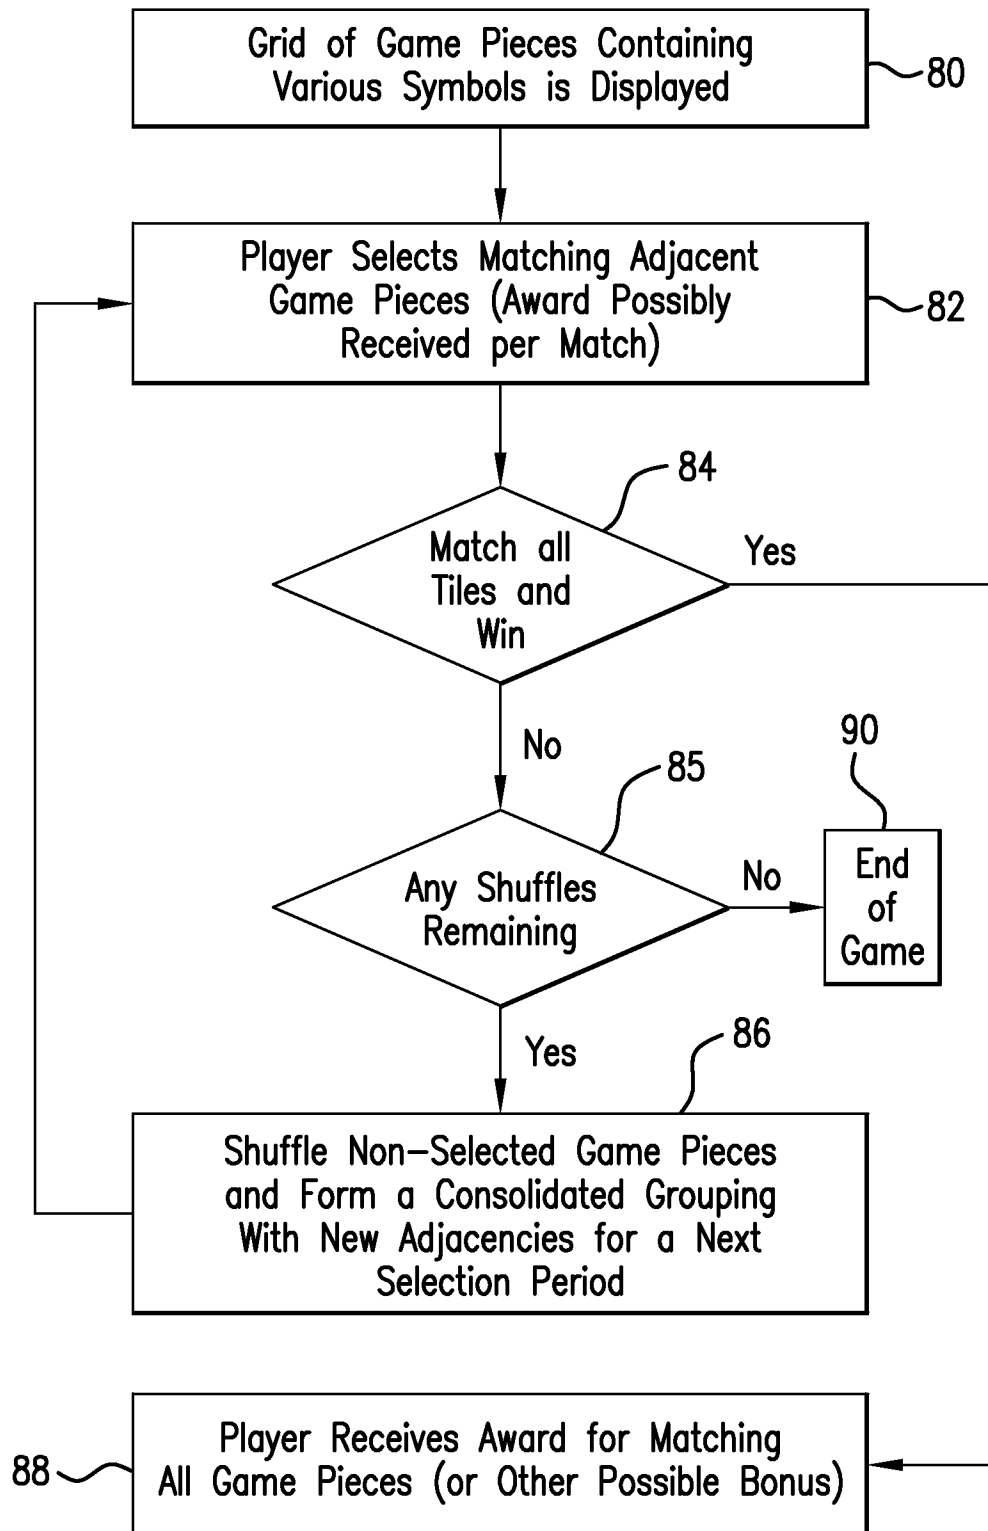 Grid of Game Pieces Containing
Various Symbols is Displayed
80
Player Selects Matching Adjacent
Game Pieces (Award Possibly
Received per Match)
82
84
Match all
Tiles and
Win
Yes
No
85
90
Any Shuffles
Remaining
No
End
of
Game
Yes
86
Shuffle Non-Selected Game Pieces
and Form a Consolidated Grouping
With New Adjacencies for a Next
Selection Period
Player Receives Award for Matching
All Game Pieces (or Other Possible Bonus)
88